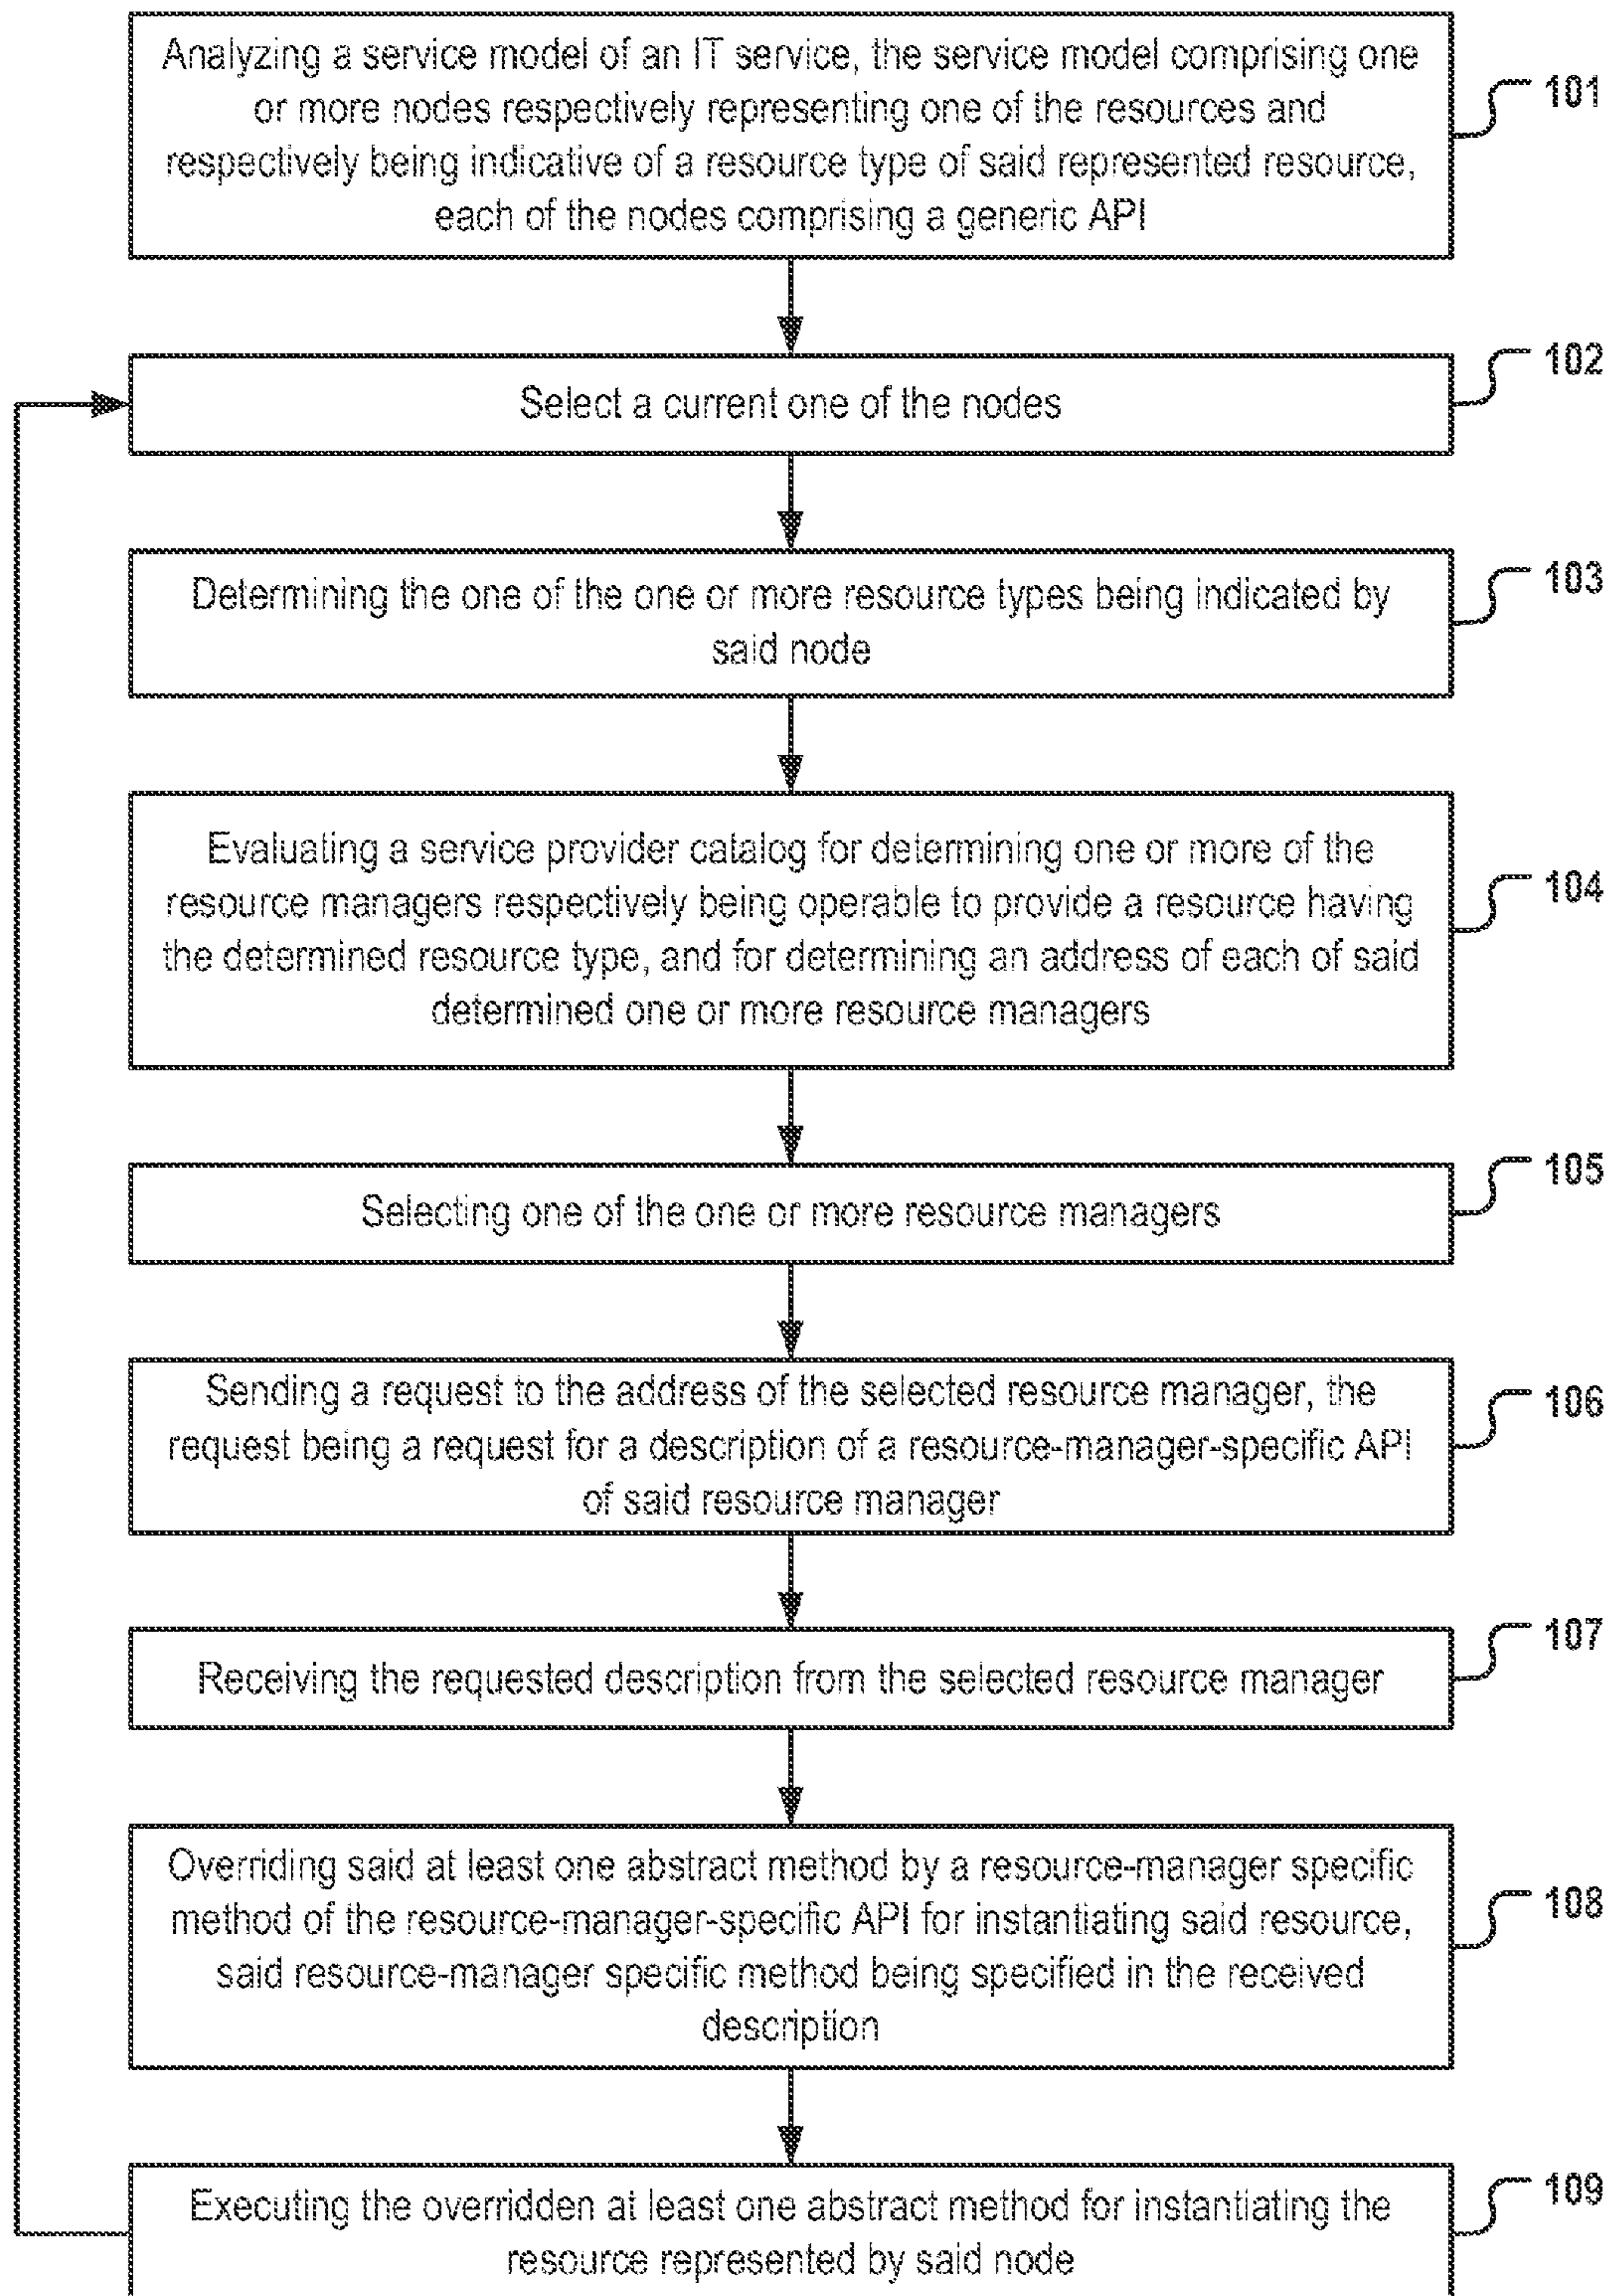 Analyzing a service model of an IT service, the service model comprising one
or more nodes respectively representing one of the resources and
respectively being indicative of a resource type of said represented resource,
each of the nodes comprising a generic API
101
Select a current one of the nodes
102
Determining the one of the one or more resource types being indicated by
said node
103
Evaluating a service provider catalog for determining one or more of the
resource managers respectively being operable to provide a resource having
the determined resource type, and for determining an address of each of said
determined one or more resource managers
104
Selecting one of the one or more resource managers
105
Sending a request to the address of the selected resource manager, the
request being a request for a description of a resource-manager-specific API
of said resource manager
106
Receiving the requested description from the selected resource manager
107
Overriding said at least one abstract method by a resource-manager specific
method of the resource-manager-specific API for instantiating said resource,
said resource-manager specific method being specified in the received
description
108
Executing the overridden at least one abstract method for instantiating the
resource represented by said node
109